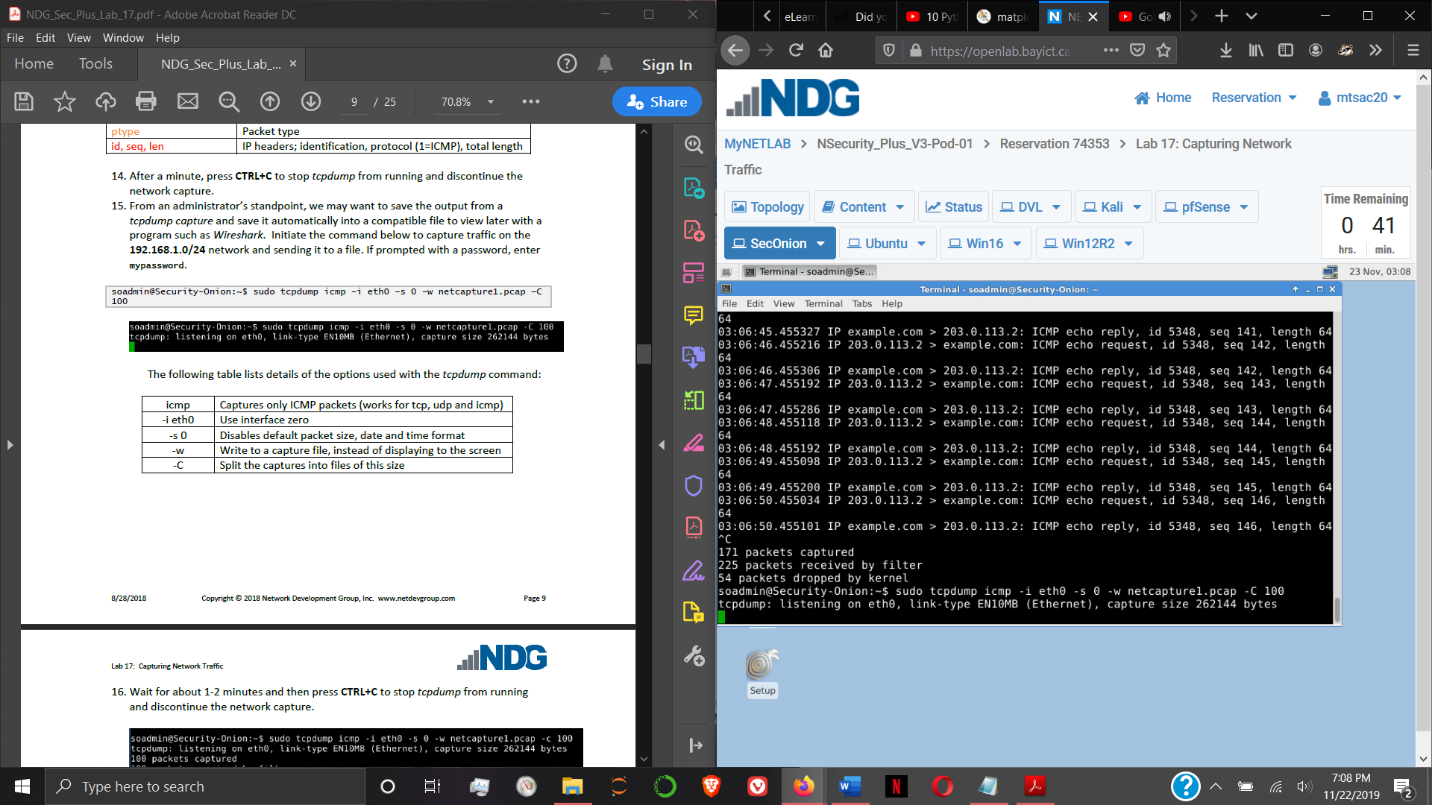 NDG_Sec_Plus_Lab_17.pdf - Adobe Acrobat Reader DC
File Edit View Window Help
Home Tools NDG_Sec_Plus_Lab_... × Sign In
9 / 25 70.8% Share
ptype Packet type
id, seq, len IP headers; identification, protocol (1=ICMP), total length
14. After a minute, press CTRL+C to stop tcpdump from running and discontinue the
network capture.
15. From an administrator's standpoint, we may want to save the output from a
tcpdump capture and save it automatically into a compatible file to view later with a
program such as Wireshark. Initiate the command below to capture traffic on the
192.168.1.0/24 network and sending it to a file. If prompted with a password, enter
mypassword.
soadmin@Security-Onion:~$ sudo tcpdump icmp -i eth0 -s 0 -w netcapture1.pcap -C
100
soadmin@Security-Onion:~$ sudo tcpdump icmp -i eth0 -s 0 -w netcapture1.pcap -C 100
tcpdump: listening on eth0, link-type EN10MB (Ethernet), capture size 262144 bytes
The following table lists details of the options used with the tcpdump command:
icmp Captures only ICMP packets (works for tcp, udp and icmp)
-i eth0 Use interface zero
-s 0 Disables default packet size, date and time format
-w Write to a capture file, instead of displaying to the screen
-C Split the captures into files of this size
8/28/2018 Copyright © 2018 Network Development Group, Inc. www.netdevgroup.com Page 9
Lab 17: Capturing Network Traffic NDG
16. Wait for about 1-2 minutes and then press CTRL+C to stop tcpdump from running
and discontinue the network capture.
soadmin@Security-Onion:~$ sudo tcpdump icmp -i eth0 -s 0 -w netcapture1.pcap -c 100
tcpdump: listening on eth0, link-type EN10MB (Ethernet), capture size 262144 bytes
100 packets captured
eLearn Did yo 10 Pyt matpl NE Go
https://openlab.bayict.ca
NDG
Home Reservation mtsac20
MyNETLAB > NSecurity_Plus_V3-Pod-01 > Reservation 74353 > Lab 17: Capturing Network
Traffic
Topology Content Status DVL Kali pfSense
SecOnion Ubuntu Win16 Win12R2
Time Remaining
0 41
hrs. min.
Terminal - soadmin@Se... 23 Nov, 03:08
Terminal - soadmin@Security-Onion: ~
File Edit View Terminal Tabs Help
64
03:06:45.455327 IP example.com > 203.0.113.2: ICMP echo reply, id 5348, seq 141, length 64
03:06:46.455216 IP 203.0.113.2 > example.com: ICMP echo request, id 5348, seq 142, length
64
03:06:46.455306 IP example.com > 203.0.113.2: ICMP echo reply, id 5348, seq 142, length 64
03:06:47.455192 IP 203.0.113.2 > example.com: ICMP echo request, id 5348, seq 143, length
64
03:06:47.455286 IP example.com > 203.0.113.2: ICMP echo reply, id 5348, seq 143, length 64
03:06:48.455118 IP 203.0.113.2 > example.com: ICMP echo request, id 5348, seq 144, length
64
03:06:48.455192 IP example.com > 203.0.113.2: ICMP echo reply, id 5348, seq 144, length 64
03:06:49.455098 IP 203.0.113.2 > example.com: ICMP echo request, id 5348, seq 145, length
64
03:06:49.455200 IP example.com > 203.0.113.2: ICMP echo reply, id 5348, seq 145, length 64
03:06:50.455034 IP 203.0.113.2 > example.com: ICMP echo request, id 5348, seq 146, length
64
03:06:50.455101 IP example.com > 203.0.113.2: ICMP echo reply, id 5348, seq 146, length 64
^C
171 packets captured
225 packets received by filter
54 packets dropped by kernel
soadmin@Security-Onion:~$ sudo tcpdump icmp -i eth0 -s 0 -w netcapture1.pcap -C 100
tcpdump: listening on eth0, link-type EN10MB (Ethernet), capture size 262144 bytes
Setup
Type here to search
7:08 PM
11/22/2019
2